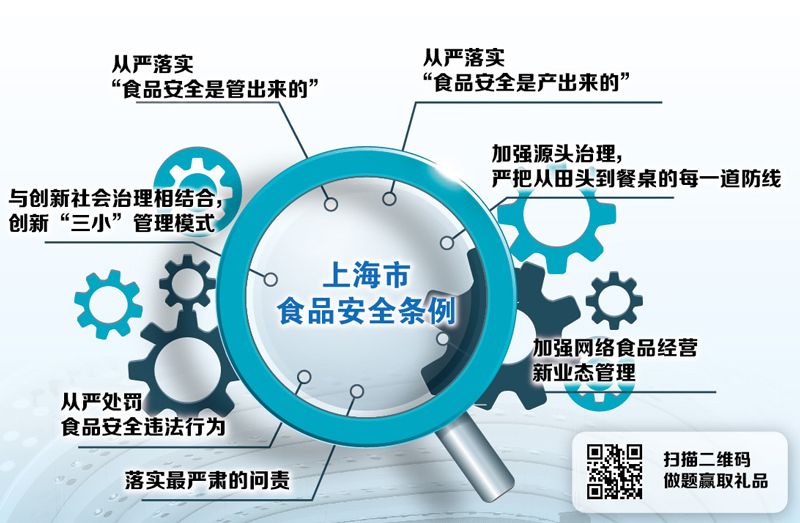 从严落实
“食品安全是管出来的”
从严落实
“食品安全是产出来的”
加强源头治理，
严把从田头到餐桌的每一道防线
与创新社会治理相结合，
创新“三小”管理模式
上海市
食品安全条例
加强网络食品经营
新业态管理
从严处罚
食品安全违法行为
落实最严肃的问责
扫描二维码
做题赢取礼品